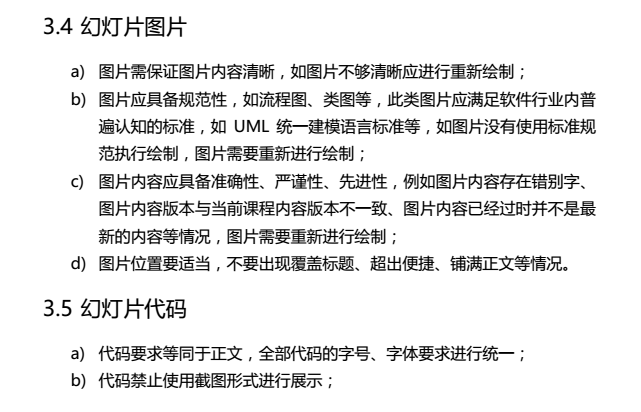 3.4 幻灯片图片
a) 图片需保证图片内容清晰，如图片不够清晰应进行重新绘制；
b) 图片应具备规范性，如流程图、类图等，此类图片应满足软件行业内普
遍认知的标准，如 UML 统一建模语言标准等，如图片没有使用标准规
范执行绘制，图片需要重新进行绘制；
c) 图片内容应具备准确性、严谨性、先进性，例如图片内容存在错别字、
图片内容版本与当前课程内容版本不一致、图片内容已经过时并不是最
新的内容等情况，图片需要重新进行绘制；
d) 图片位置要适当，不要出现覆盖标题、超出便捷、铺满正文等情况。
3.5 幻灯片代码
a) 代码要求等同于正文，全部代码的字号、字体要求进行统一；
b) 代码禁止使用截图形式进行展示；